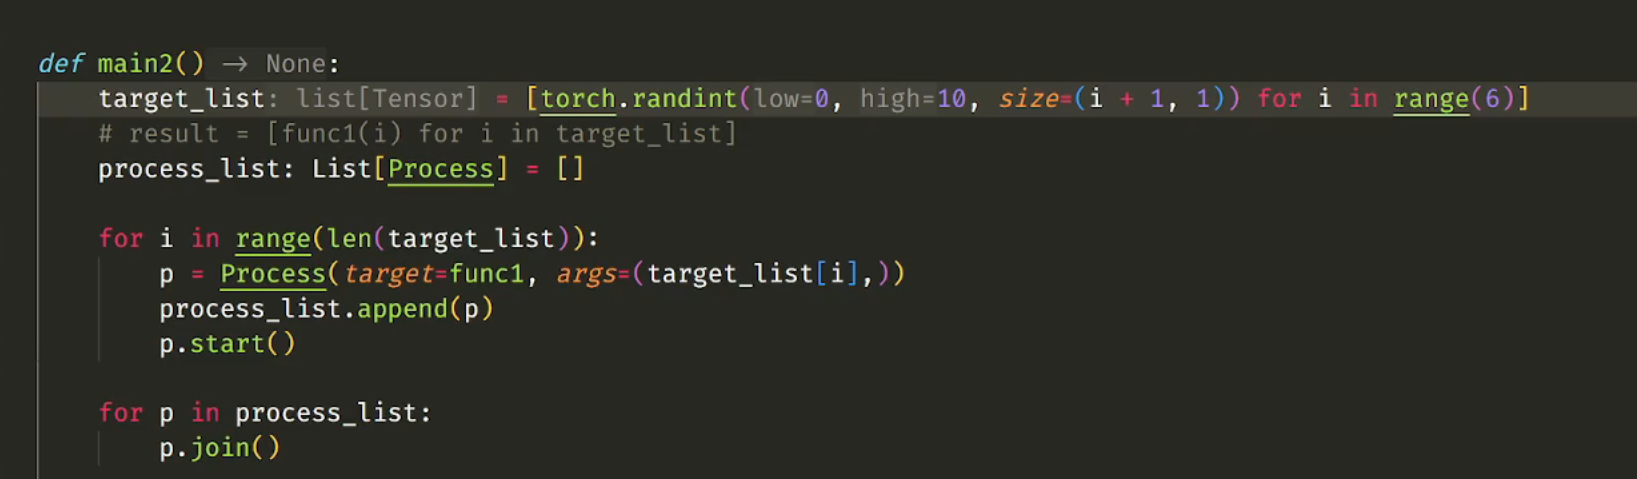 def main2() → None:
    target_list: list[Tensor] = [torch.randint(low=0, high=10, size=(i + 1, 1)) for i in range(6)]
    # result = [func1(i) for i in target_list]
    process_list: List[Process] = []
    for i in range(len(target_list)):
        p = Process(target=func1, args=(target_list[i],))
        process_list.append(p)
        p.start()
    for p in process_list:
        p.join()